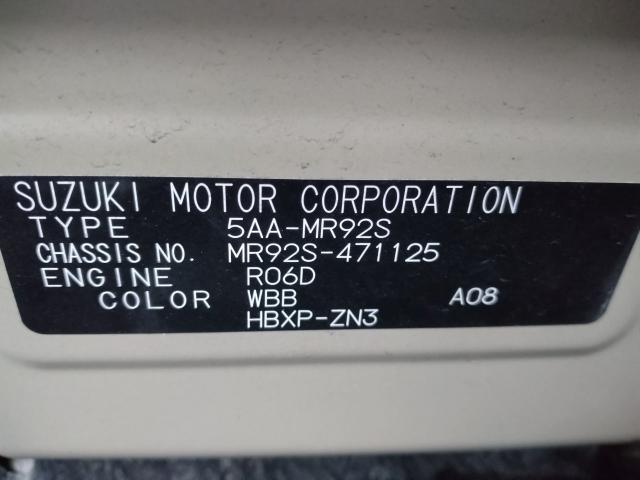 SUZUKI MOTOR CORPORATION
TYPE 5AA-MR92S
CHASSIS NO. MR92S-471125
ENGINE R06D
COLOR WBB A08
HBXP-ZN3